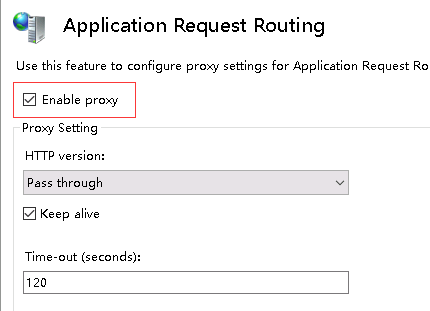 Application Request Routing
Use this feature to configure proxy settings for Application Request Ro
Enable proxy
Proxy Setting
HTTP version:
Pass through
Keep alive
Time-out (seconds):
120